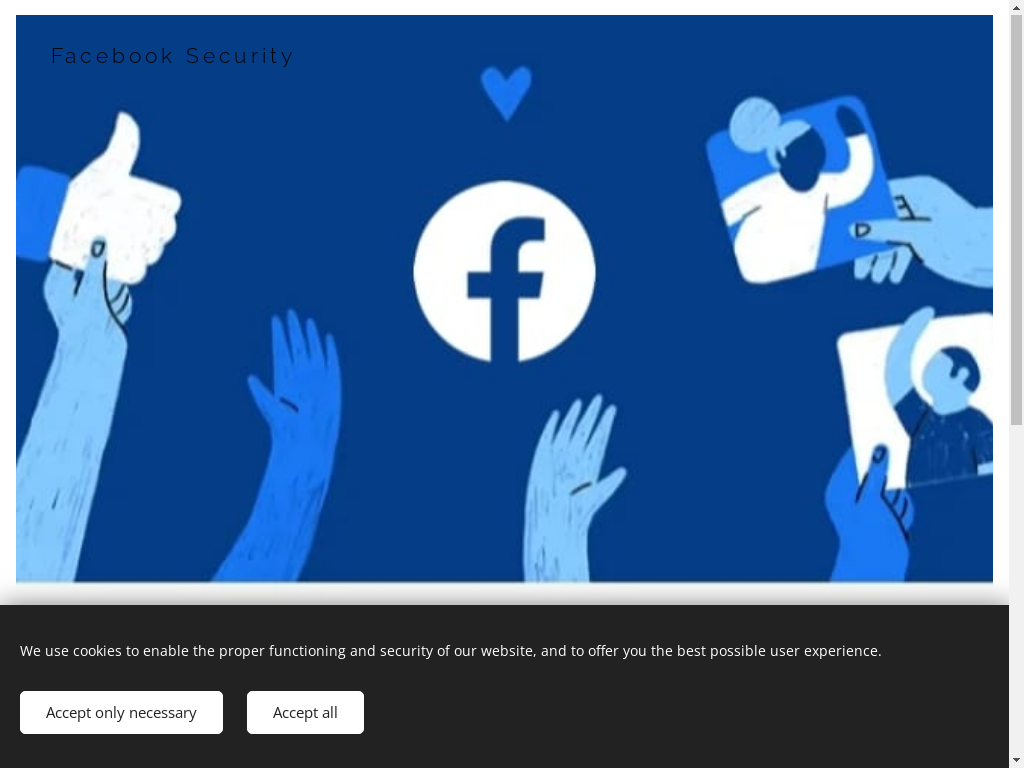 Facebook Security
We use cookies to enable the proper functioning and security of our website, and to offer you the best possible user experience.
Accept only necessary
Accept all